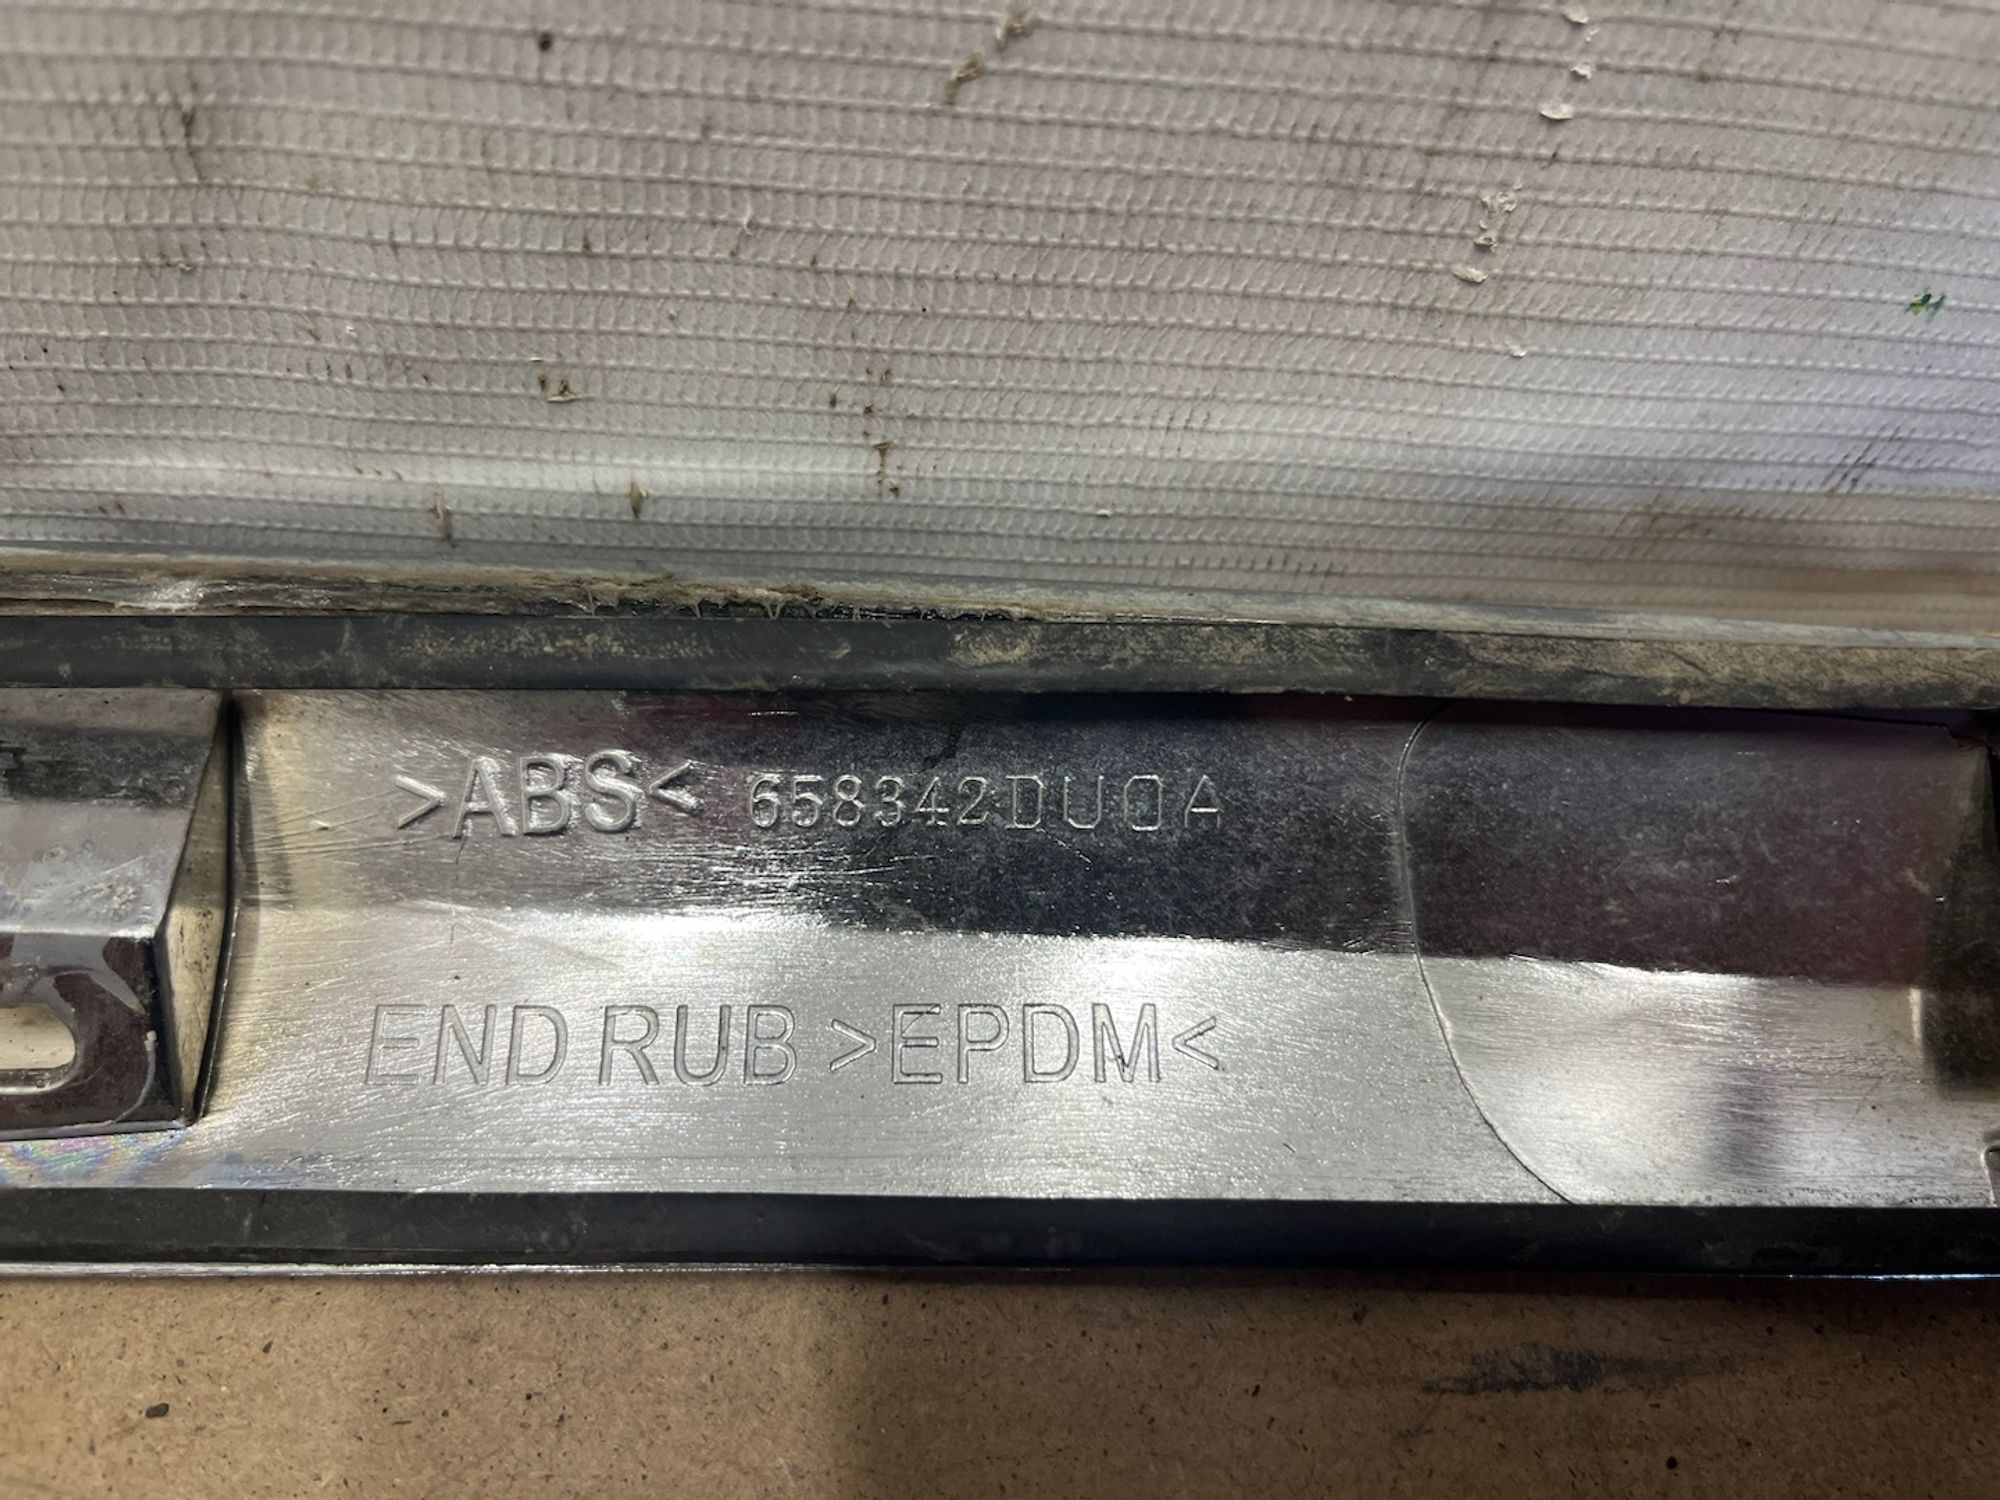 >ABS< 658342DU0A
END RUB >EPDM<